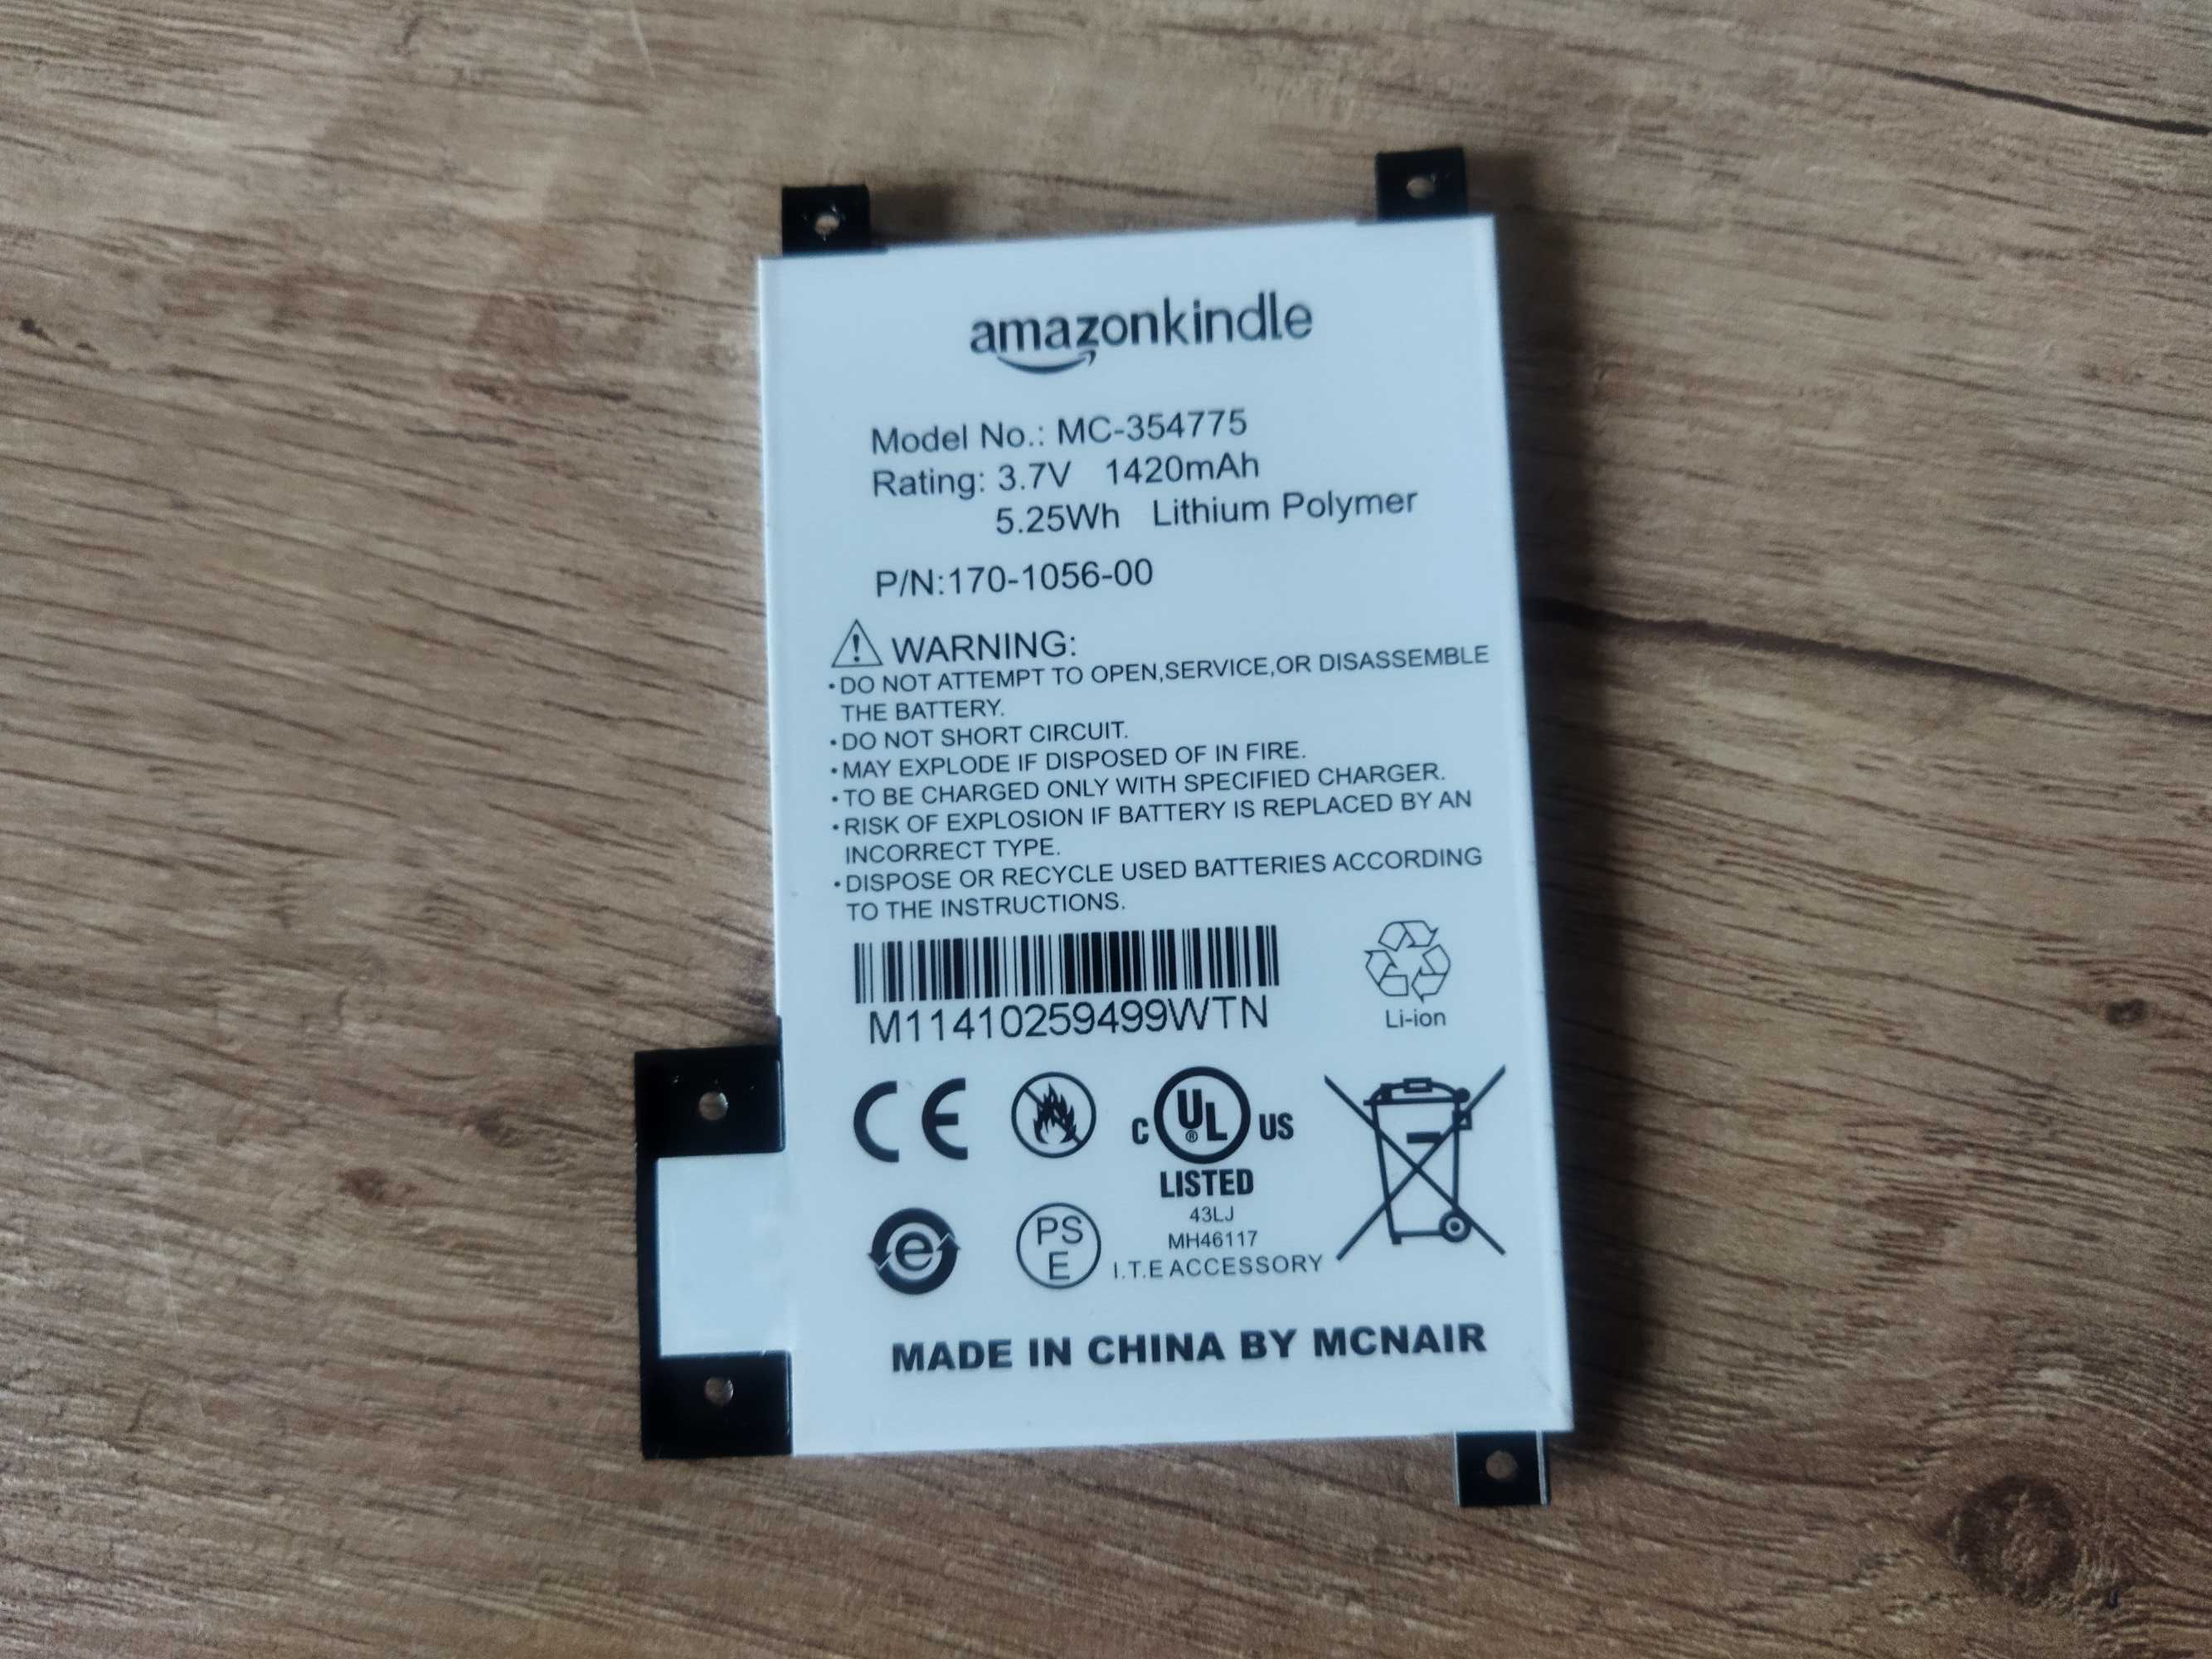 amazonkindle
Model No.: MC-354775
Rating: 3.7V 1420mAh
5.25Wh Lithium Polymer
P/N:170-1056-00
WARNING:
•DO NOT ATTEMPT TO OPEN,SERVICE,OR DISASSEMBLE
THE BATTERY.
•DO NOT SHORT CIRCUIT.
•MAY EXPLODE IF DISPOSED OF IN FIRE.
•TO BE CHARGED ONLY WITH SPECIFIED CHARGER.
•RISK OF EXPLOSION IF BATTERY IS REPLACED BY AN
INCORRECT TYPE.
•DISPOSE OR RECYCLE USED BATTERIES ACCORDING
TO THE INSTRUCTIONS.
M11410259499WTN
Li-ion
CE
C UL® US
LISTED
43LJ
MH46117
I.T.E ACCESSORY
e
PS
E
MADE IN CHINA BY MCNAIR